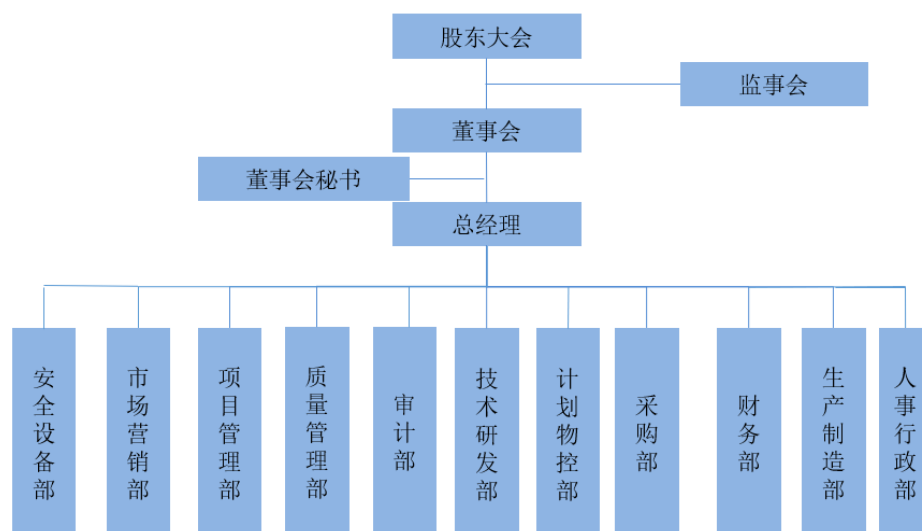 股东大会
监事会
董事会
董事会秘书
总经理
安全设备部
市场营销部
项目管理部
质量管理部
审计部
技术研发部
计划物控部
采购部
财务部
生产制造部
人事行政部